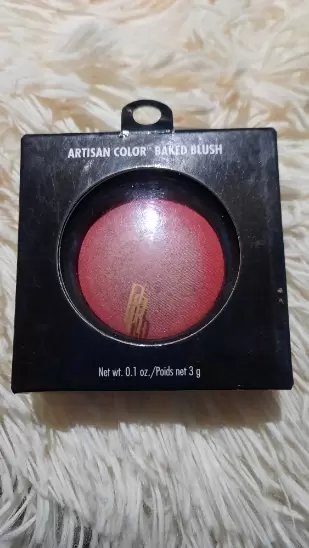 ARTISAN COLOR® BAKED BLUSH
Net wt. 0.1 oz./Poids net 3 g